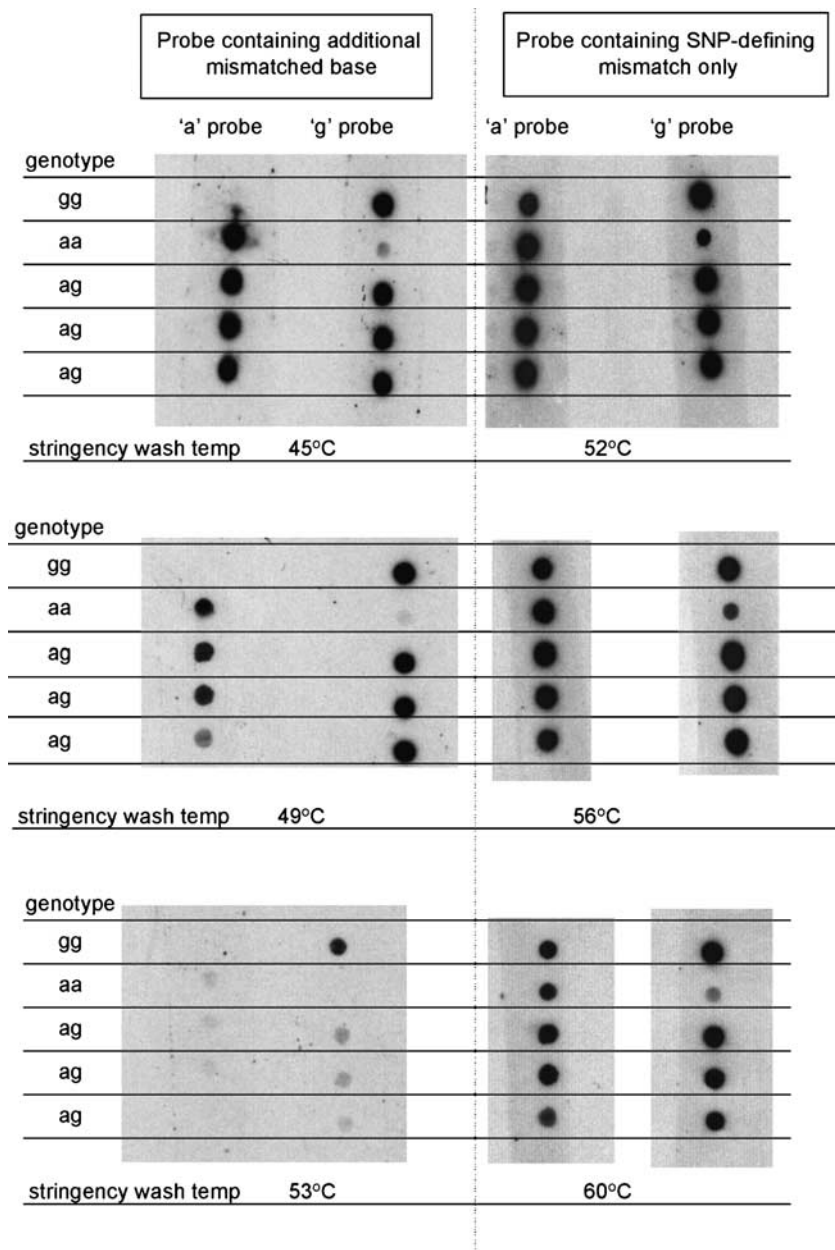 Probe containing additional
mismatched base
Probe containing SNP-defining
mismatch only
'a' probe 'g' probe 'a' probe 'g' probe
genotype
gg
aa
ag
ag
ag
stringency wash temp 45°C 52°C
genotype
gg
aa
ag
ag
ag
stringency wash temp 49°C 56°C
genotype
gg
aa
ag
ag
ag
stringency wash temp 53°C 60°C